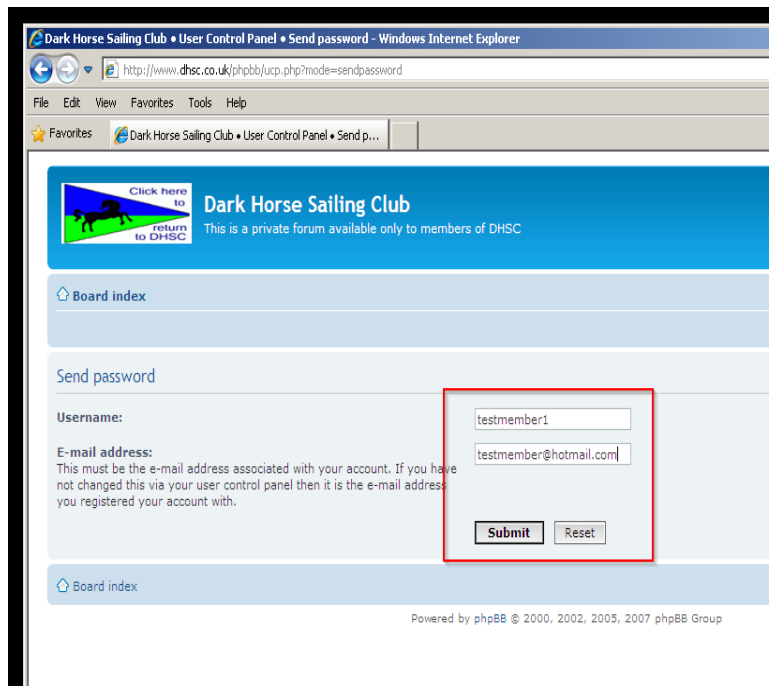 Dark Horse Sailing Club • User Control Panel • Send password - Windows Internet Explorer
http://www.dhsc.co.uk/phpbb/ucp.php?mode=sendpassword
File Edit View Favorites Tools Help
Favorites Dark Horse Sailing Club • User Control Panel • Send p...
Click here
to
return
to DHSC
Dark Horse Sailing Club
This is a private forum available only to members of DHSC
Board index
Send password
Username:
testmember1
E-mail address:
testmember@hotmail.com
This must be the e-mail address associated with your account. If you have
not changed this via your user control panel then it is the e-mail address
you registered your account with.
Submit Reset
Board index
Powered by phpBB © 2000, 2002, 2005, 2007 phpBB Group